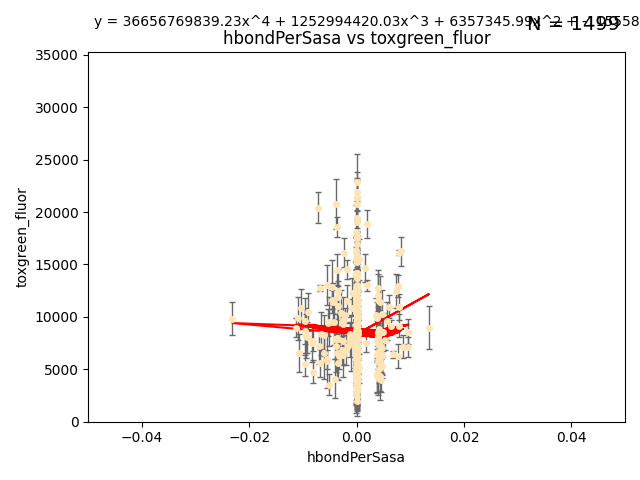 y = 36656769839.23x^4 + 1252994420.03x^3 + 6357345.99x^2 +
N = 1499
hbondPerSasa vs toxgreen_fluor
35000
30000
25000
20000
15000
10000
5000
0
toxgreen_fluor
−0.04 −0.02 0.00 0.02 0.04
hbondPerSasa